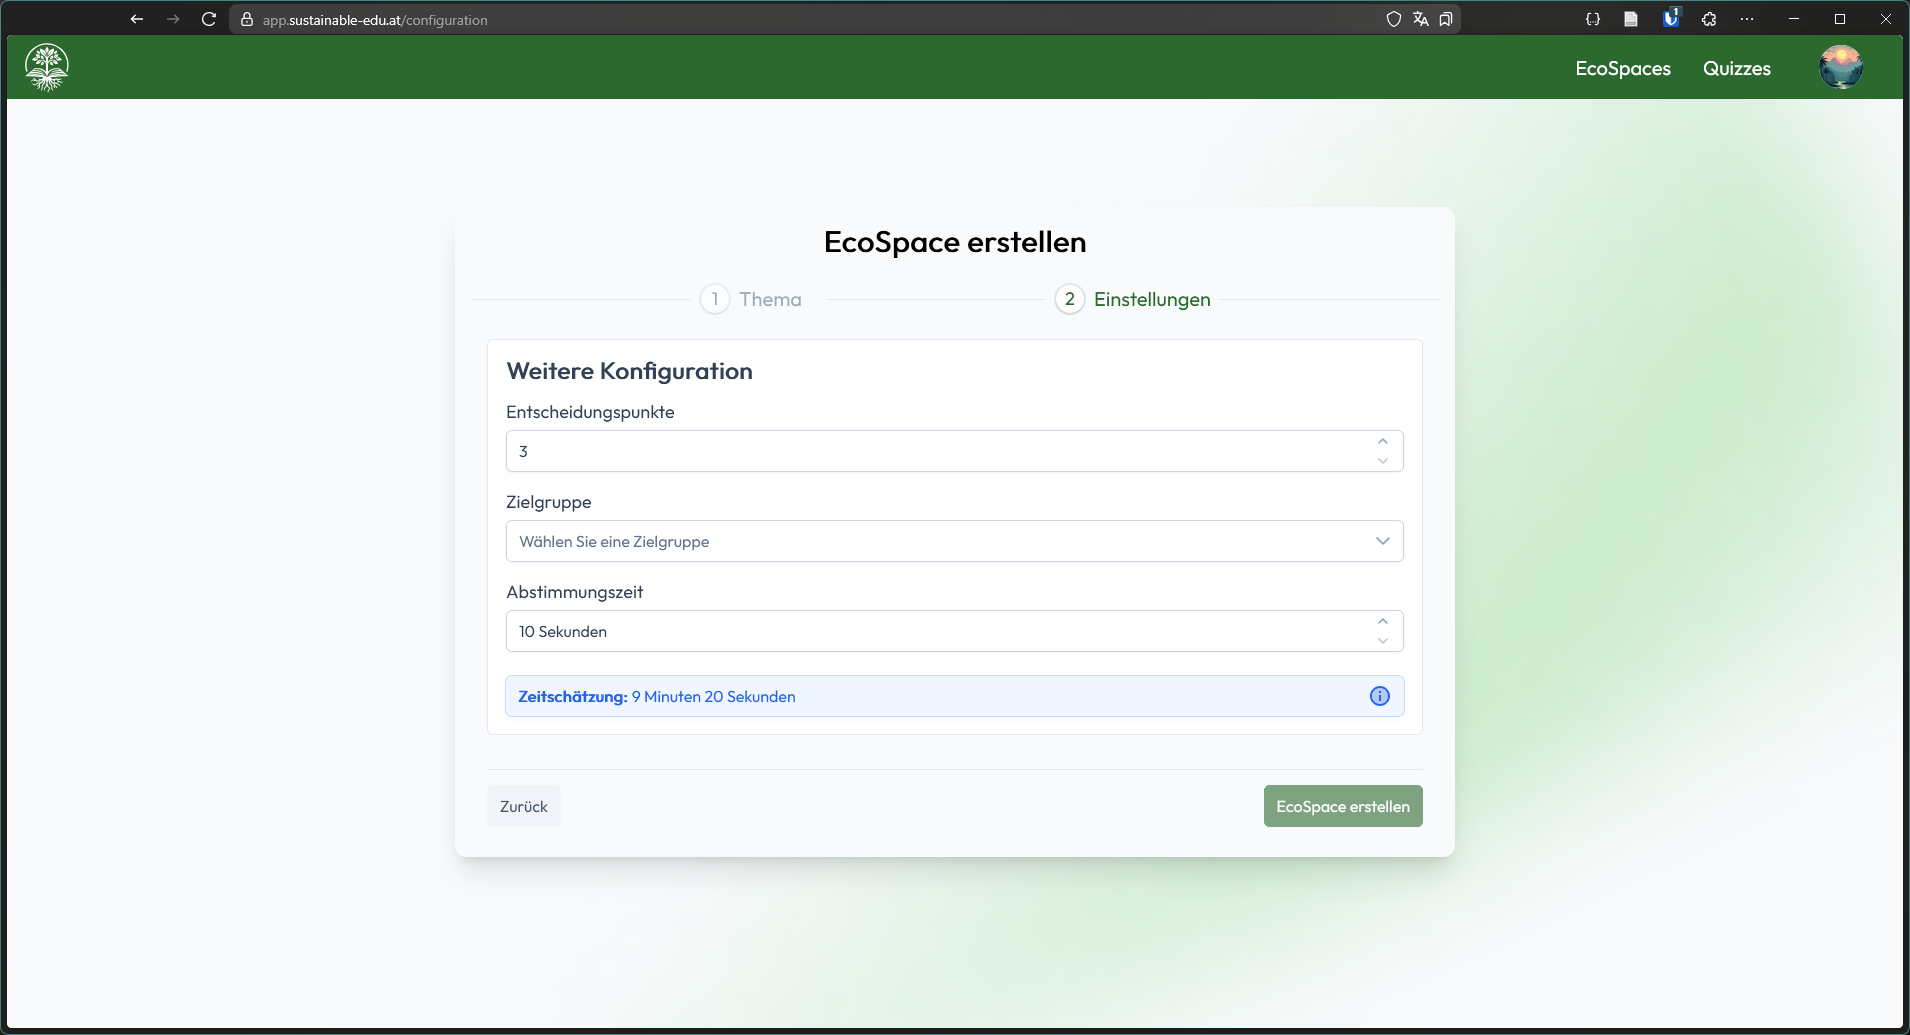 app.sustainable-edu.at/configuration
1
EcoSpaces
Quizzes
EcoSpace erstellen
1 Thema
2 Einstellungen
Weitere Konfiguration
Entscheidungspunkte
3
Zielgruppe
Wählen Sie eine Zielgruppe
Abstimmungszeit
10 Sekunden
Zeitschätzung: 9 Minuten 20 Sekunden
Zurück
EcoSpace erstellen